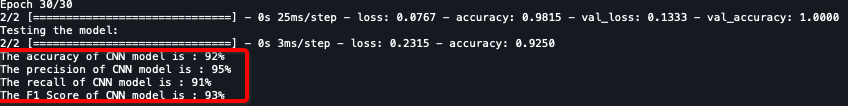 Epoch 30/30
2/2 [==============================] - 0s 25ms/step - loss: 0.0767 - accuracy: 0.9815 - val_loss: 0.1333 - val_accuracy: 1.0000
Testing the model:
2/2 [==============================] - 0s 3ms/step - loss: 0.2315 - accuracy: 0.9250
The accuracy of CNN model is : 92%
The precision of CNN model is : 95%
The recall of CNN model is : 91%
The F1 Score of CNN model is : 93%